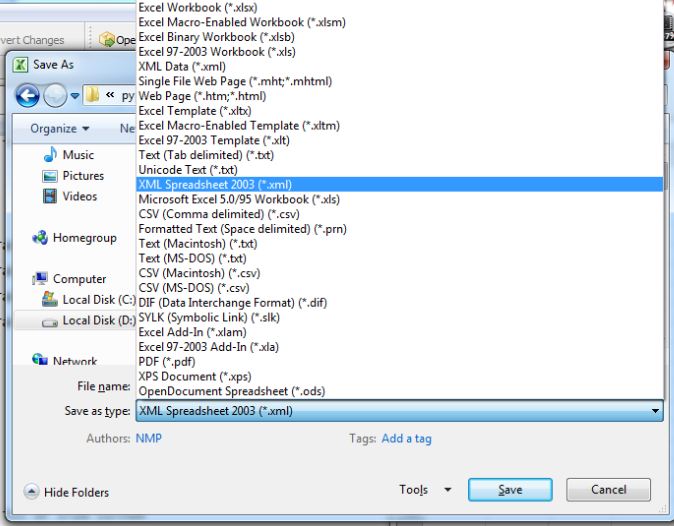 Excel Workbook (*.xlsx)
vert Changes
Ope
Excel Macro-Enabled Workbook (*.xlsm)
Excel Binary Workbook (*.xlsb)
Excel 97-2003 Workbook (*.xls)
Save As
XML Data (*.xml)
Single File Web Page (*.mht;*.mhtml)
« py
Web Page (*.htm;*.html)
Excel Template (*.xltx)
Organize
Ne
Excel Macro-Enabled Template (*.xltm)
Excel 97-2003 Template (*.xlt)
Music
Text (Tab delimited) (*.txt)
Pictures
Unicode Text (*.txt)
XML Spreadsheet 2003 (*.xml)
Videos
Microsoft Excel 5.0/95 Workbook (*.xls)
CSV (Comma delimited) (*.csv)
Formatted Text (Space delimited) (*.prn)
Homegroup
Text (Macintosh) (*.txt)
Text (MS-DOS) (*.txt)
Computer
CSV (Macintosh) (*.csv)
CSV (MS-DOS) (*.csv)
Local Disk (C:)
DIF (Data Interchange Format) (*.dif)
SYLK (Symbolic Link) (*.slk)
Local Disk (D:)
Excel Add-In (*.xlam)
Excel 97-2003 Add-In (*.xla)
Network
PDF (*.pdf)
XPS Document (*.xps)
File name:
OpenDocument Spreadsheet (*.ods)
Save as type: XML Spreadsheet 2003 (*.xml)
Authors: NMP
Tags: Add a tag
Hide Folders
Tools
Save
Cancel